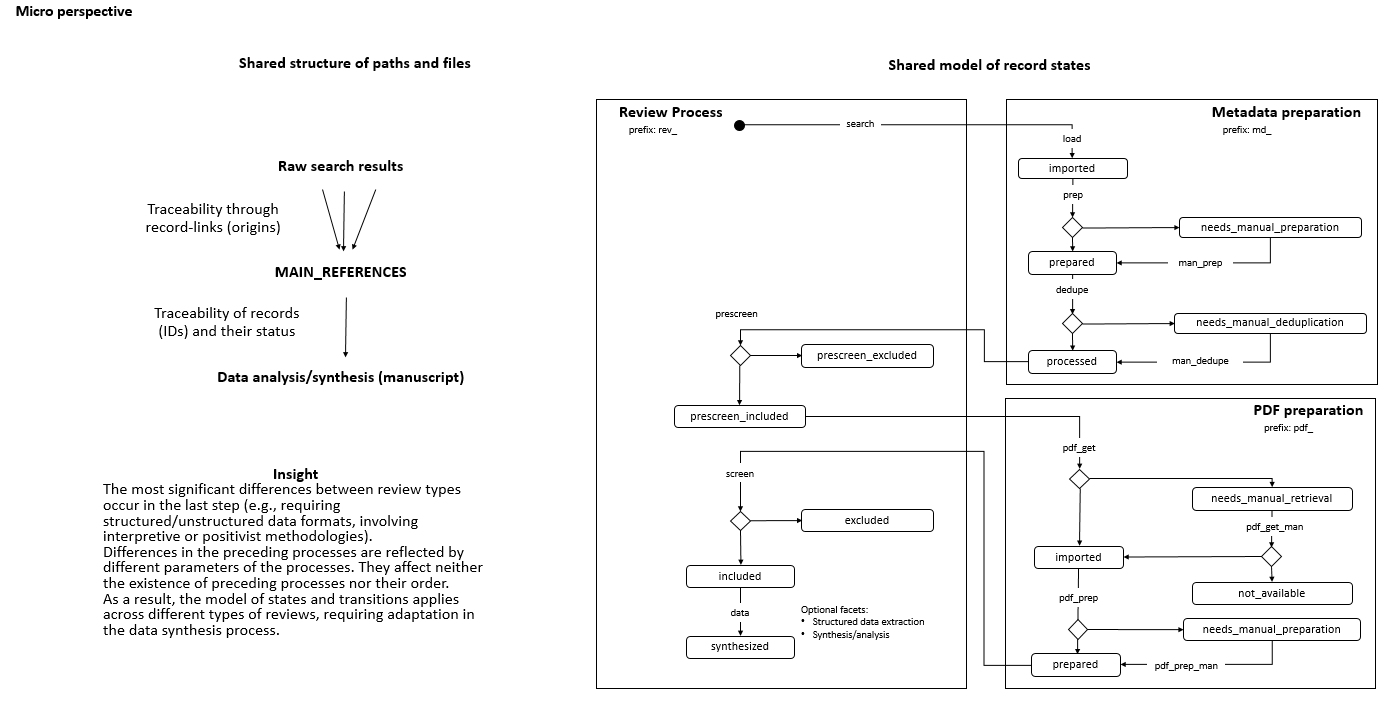 Micro perspective
Shared structure of paths and files
Raw search results
Traceability through
record-links (origins)
MAIN_REFERENCES
Traceability of records
(IDs) and their status
Data analysis/synthesis (manuscript)
Insight
The most significant differences between review types
occur in the last step (e.g., requiring
structured/unstructured data formats, involving
interpretive or positivist methodologies).
Differences in the preceding processes are reflected by
different parameters of the processes. They affect neither
the existence of preceding processes nor their order.
As a result, the model of states and transitions applies
across different types of reviews, requiring adaptation in
the data synthesis process.
Shared model of record states
Review Process
prefix: rev_
search
prescreen
prescreen_excluded
prescreen_included
screen
excluded
included
data
synthesized
Optional facets:
• Structured data extraction
• Synthesis/analysis
Metadata preparation
prefix: md_
load
imported
prep
needs_manual_preparation
prepared
man_prep
dedupe
needs_manual_deduplication
processed
man_dedupe
PDF preparation
prefix: pdf_
pdf_get
needs_manual_retrieval
pdf_get_man
imported
not_available
pdf_prep
needs_manual_preparation
prepared
pdf_prep_man